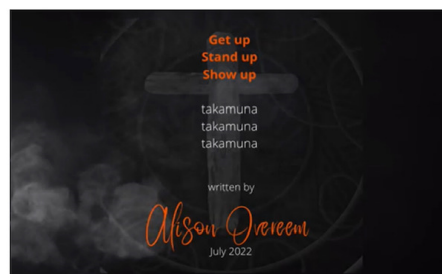 Get up
Stand up
Show up
takamuna
takamuna
takamuna
written by
Alison Overeem
July 2022